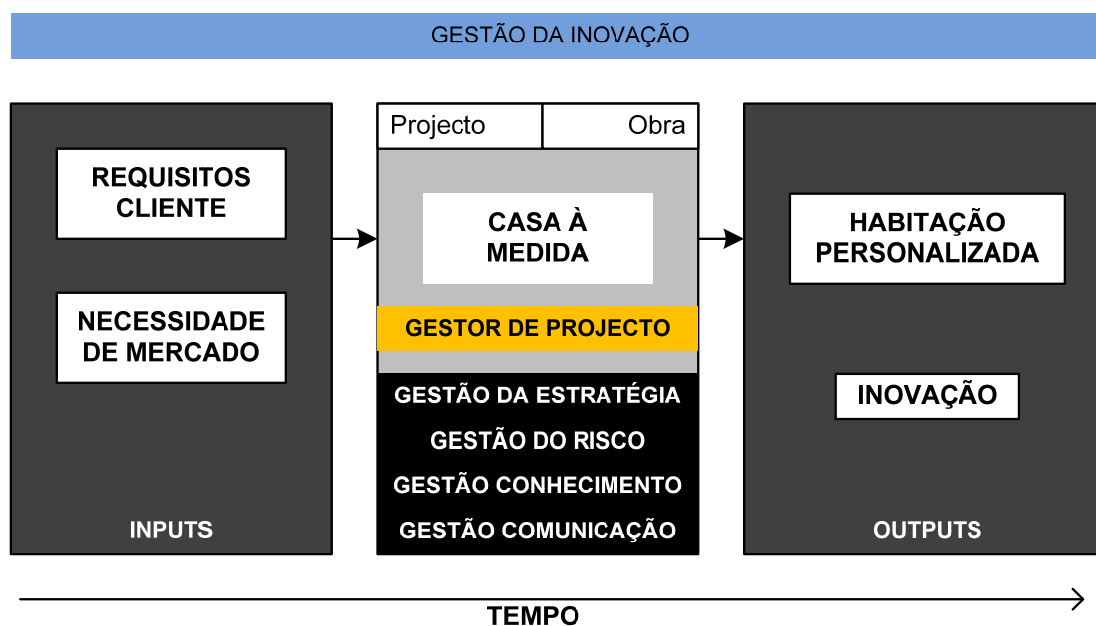 GESTÃO DA INOVAÇÃO
REQUISITOS
CLIENTE
NECESSIDADE
DE MERCADO
INPUTS
Projecto
Obra
CASA À
MEDIDA
GESTOR DE PROJECTO
GESTÃO DA ESTRATÉGIA
GESTÃO DO RISCO
GESTÃO CONHECIMENTO
GESTÃO COMUNICAÇÃO
HABITAÇÃO
PERSONALIZADA
INOVAÇÃO
OUTPUTS
TEMPO